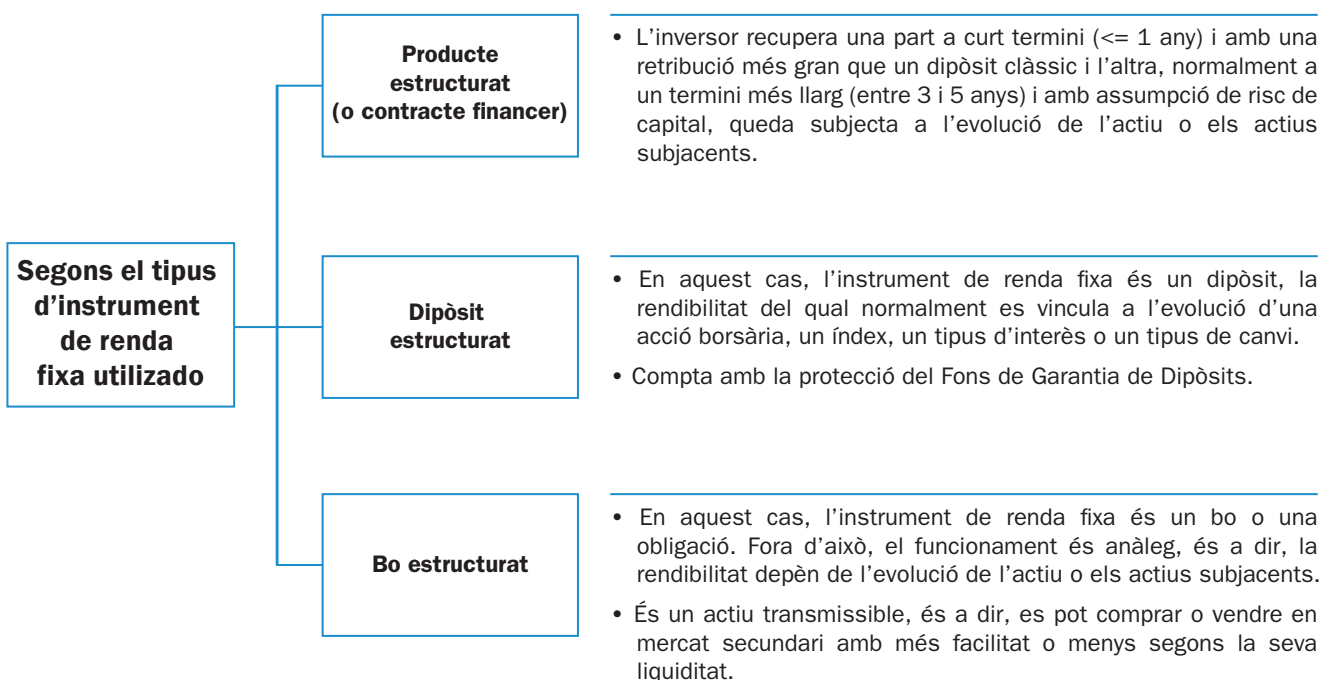 Segons el tipus
d’instrument
de renda
fixa utilizado
Producte
estructurat
(o contracte financer)
• L’inversor recupera una part a curt termini (<= 1 any) i amb una
retribució més gran que un dipòsit clàssic i l’altra, normalment a
un termini més llarg (entre 3 i 5 anys) i amb assumpció de risc de
capital, queda subjecta a l’evolució de l’actiu o els actius
subjacents.
Dipòsit
estructurat
• En aquest cas, l’instrument de renda fixa és un dipòsit, la
rendibilitat del qual normalment es vincula a l’evolució d’una
acció borsària, un índex, un tipus d’interès o un tipus de canvi.
• Compta amb la protecció del Fons de Garantia de Dipòsits.
Bo estructurat
• En aquest cas, l’instrument de renda fixa és un bo o una
obligació. Fora d’això, el funcionament és anàleg, és a dir, la
rendibilitat depèn de l’evolució de l’actiu o els actius subjacents.
• És un actiu transmissible, és a dir, es pot comprar o vendre en
mercat secundari amb més facilitat o menys segons la seva
liquiditat.